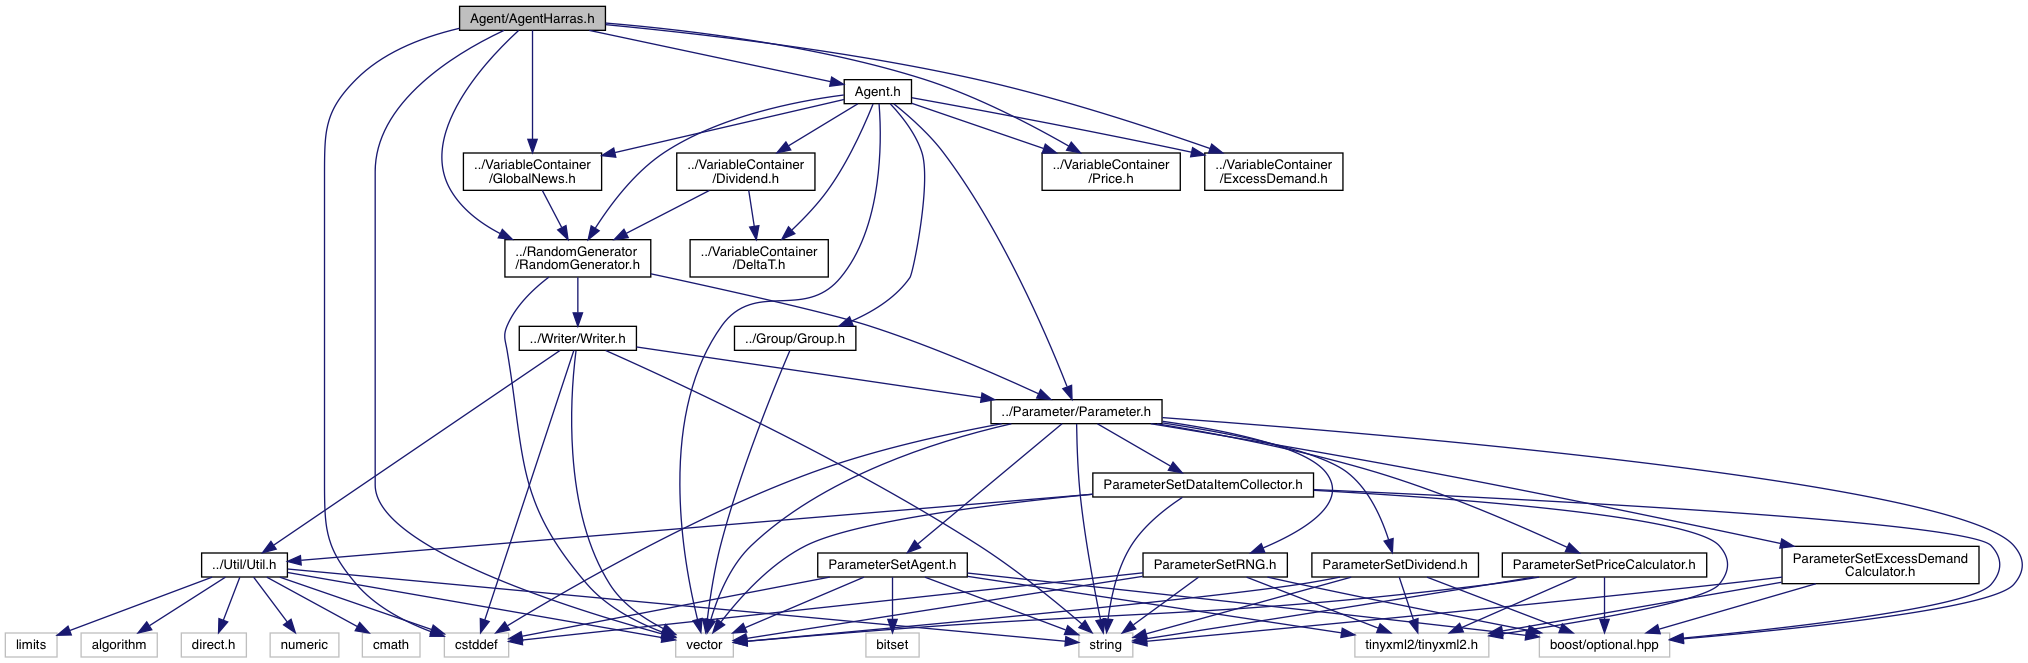 Agent/AgentHarras.h
Agent.h
../VariableContainer
/GlobalNews.h
../VariableContainer
/Dividend.h
../VariableContainer
/Price.h
../VariableContainer
/ExcessDemand.h
../RandomGenerator
/RandomGenerator.h
../VariableContainer
/DeltaT.h
../Writer/Writer.h
../Group/Group.h
../Parameter/Parameter.h
ParameterSetDataItemCollector.h
../Util/Util.h
ParameterSetAgent.h
ParameterSetRNG.h
ParameterSetDividend.h
ParameterSetPriceCalculator.h
ParameterSetExcessDemand
Calculator.h
limits
algorithm
direct.h
numeric
cmath
cstddef
vector
bitset
string
tinyxml2/tinyxml2.h
boost/optional.hpp